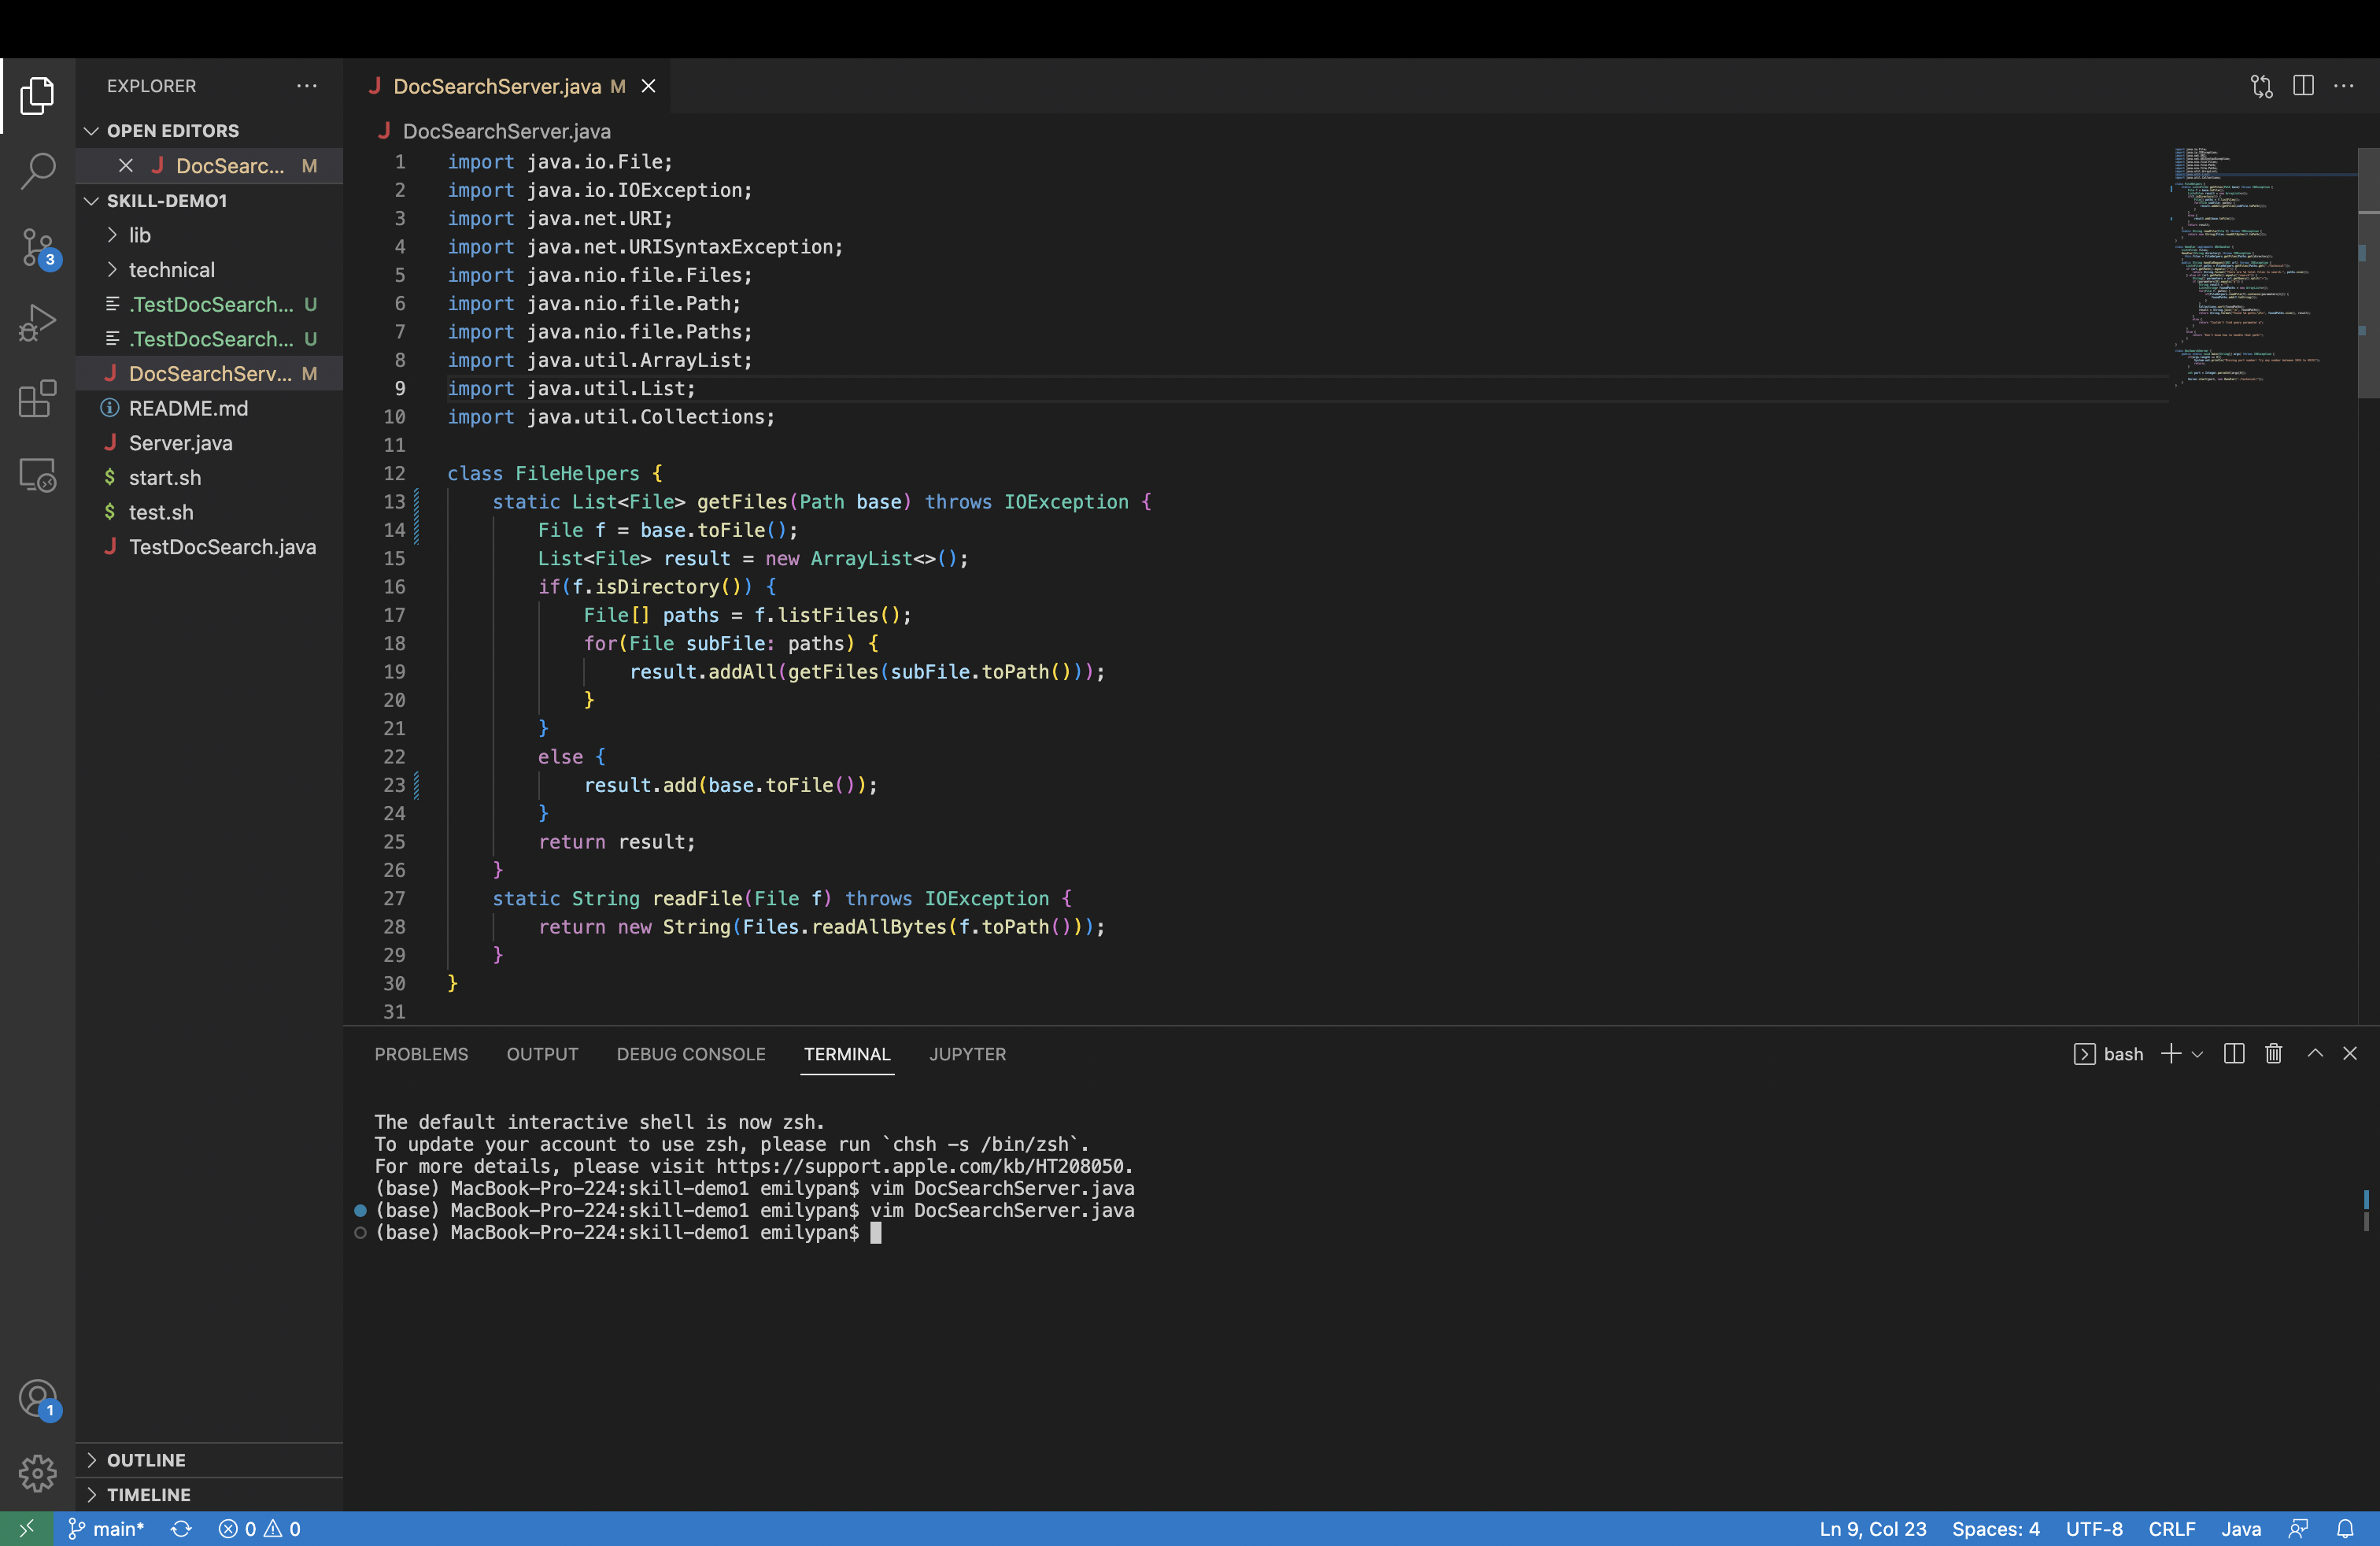 EXPLORER
OPEN EDITORS
DocSearc... M
SKILL-DEMO1
lib
technical
.TestDocSearch... U
.TestDocSearch... U
DocSearchServ... M
README.md
Server.java
start.sh
test.sh
TestDocSearch.java
OUTLINE
TIMELINE
3
1
DocSearchServer.java M
DocSearchServer.java
1 import java.io.File;
2 import java.io.IOException;
3 import java.net.URI;
4 import java.net.URISyntaxException;
5 import java.nio.file.Files;
6 import java.nio.file.Path;
7 import java.nio.file.Paths;
8 import java.util.ArrayList;
9 import java.util.List;
10 import java.util.Collections;
11
12 class FileHelpers {
13 static List<File> getFiles(Path base) throws IOException {
14 File f = base.toFile();
15 List<File> result = new ArrayList<>();
16 if(f.isDirectory()) {
17 File[] paths = f.listFiles();
18 for(File subFile: paths) {
19 result.addAll(getFiles(subFile.toPath()));
20 }
21 }
22 else {
23 result.add(base.toFile());
24 }
25 return result;
26 }
27 static String readFile(File f) throws IOException {
28 return new String(Files.readAllBytes(f.toPath()));
29 }
30 }
31
PROBLEMS OUTPUT DEBUG CONSOLE TERMINAL JUPYTER
bash
The default interactive shell is now zsh.
To update your account to use zsh, please run `chsh -s /bin/zsh`.
For more details, please visit https://support.apple.com/kb/HT208050.
(base) MacBook-Pro-224:skill-demo1 emilypan$ vim DocSearchServer.java
(base) MacBook-Pro-224:skill-demo1 emilypan$ vim DocSearchServer.java
(base) MacBook-Pro-224:skill-demo1 emilypan$
main* 0 0 Ln 9, Col 23 Spaces: 4 UTF-8 CRLF Java